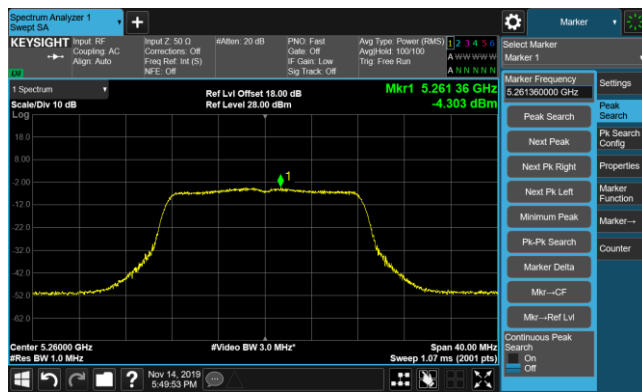 Spectrum Analyzer 1
Swept SA
Marker
KEYSIGHT
Input: RF
Coupling: AC
Align: Auto
Input Z: 50 Ω
Corrections: Off
Freq Ref: Int (S)
NFE: Off
#Atten: 20 dB
PNO: Fast
Gate: Off
IF Gain: Low
Sig Track: Off
Avg Type: Power (RMS)
Avg|Hold: 100/100
Trig: Free Run
1 2 3 4 5 6
A W W W W W
A N N N N N
Select Marker
Marker 1
LXI
1 Spectrum
Scale/Div 10 dB
Log
Ref Lvl Offset 18.00 dB
Ref Level 28.00 dBm
Mkr1 5.261 36 GHz
-4.303 dBm
18.0
8.00
-2.00
-12.0
-22.0
-32.0
-42.0
-52.0
-62.0
1
Center 5.26000 GHz
#Res BW 1.0 MHz
#Video BW 3.0 MHz*
Span 40.00 MHz
Sweep 1.07 ms (2001 pts)
Marker Frequency
5.261360000 GHz
Peak Search
Next Peak
Next Pk Right
Next Pk Left
Minimum Peak
Pk-Pk Search
Marker Delta
Mkr→CF
Mkr→Ref Lvl
Continuous Peak
Search
On
Off
Settings
Peak
Search
Pk Search
Config
Properties
Marker
Function
Marker→
Counter
?
Nov 14, 2019
5:49:53 PM